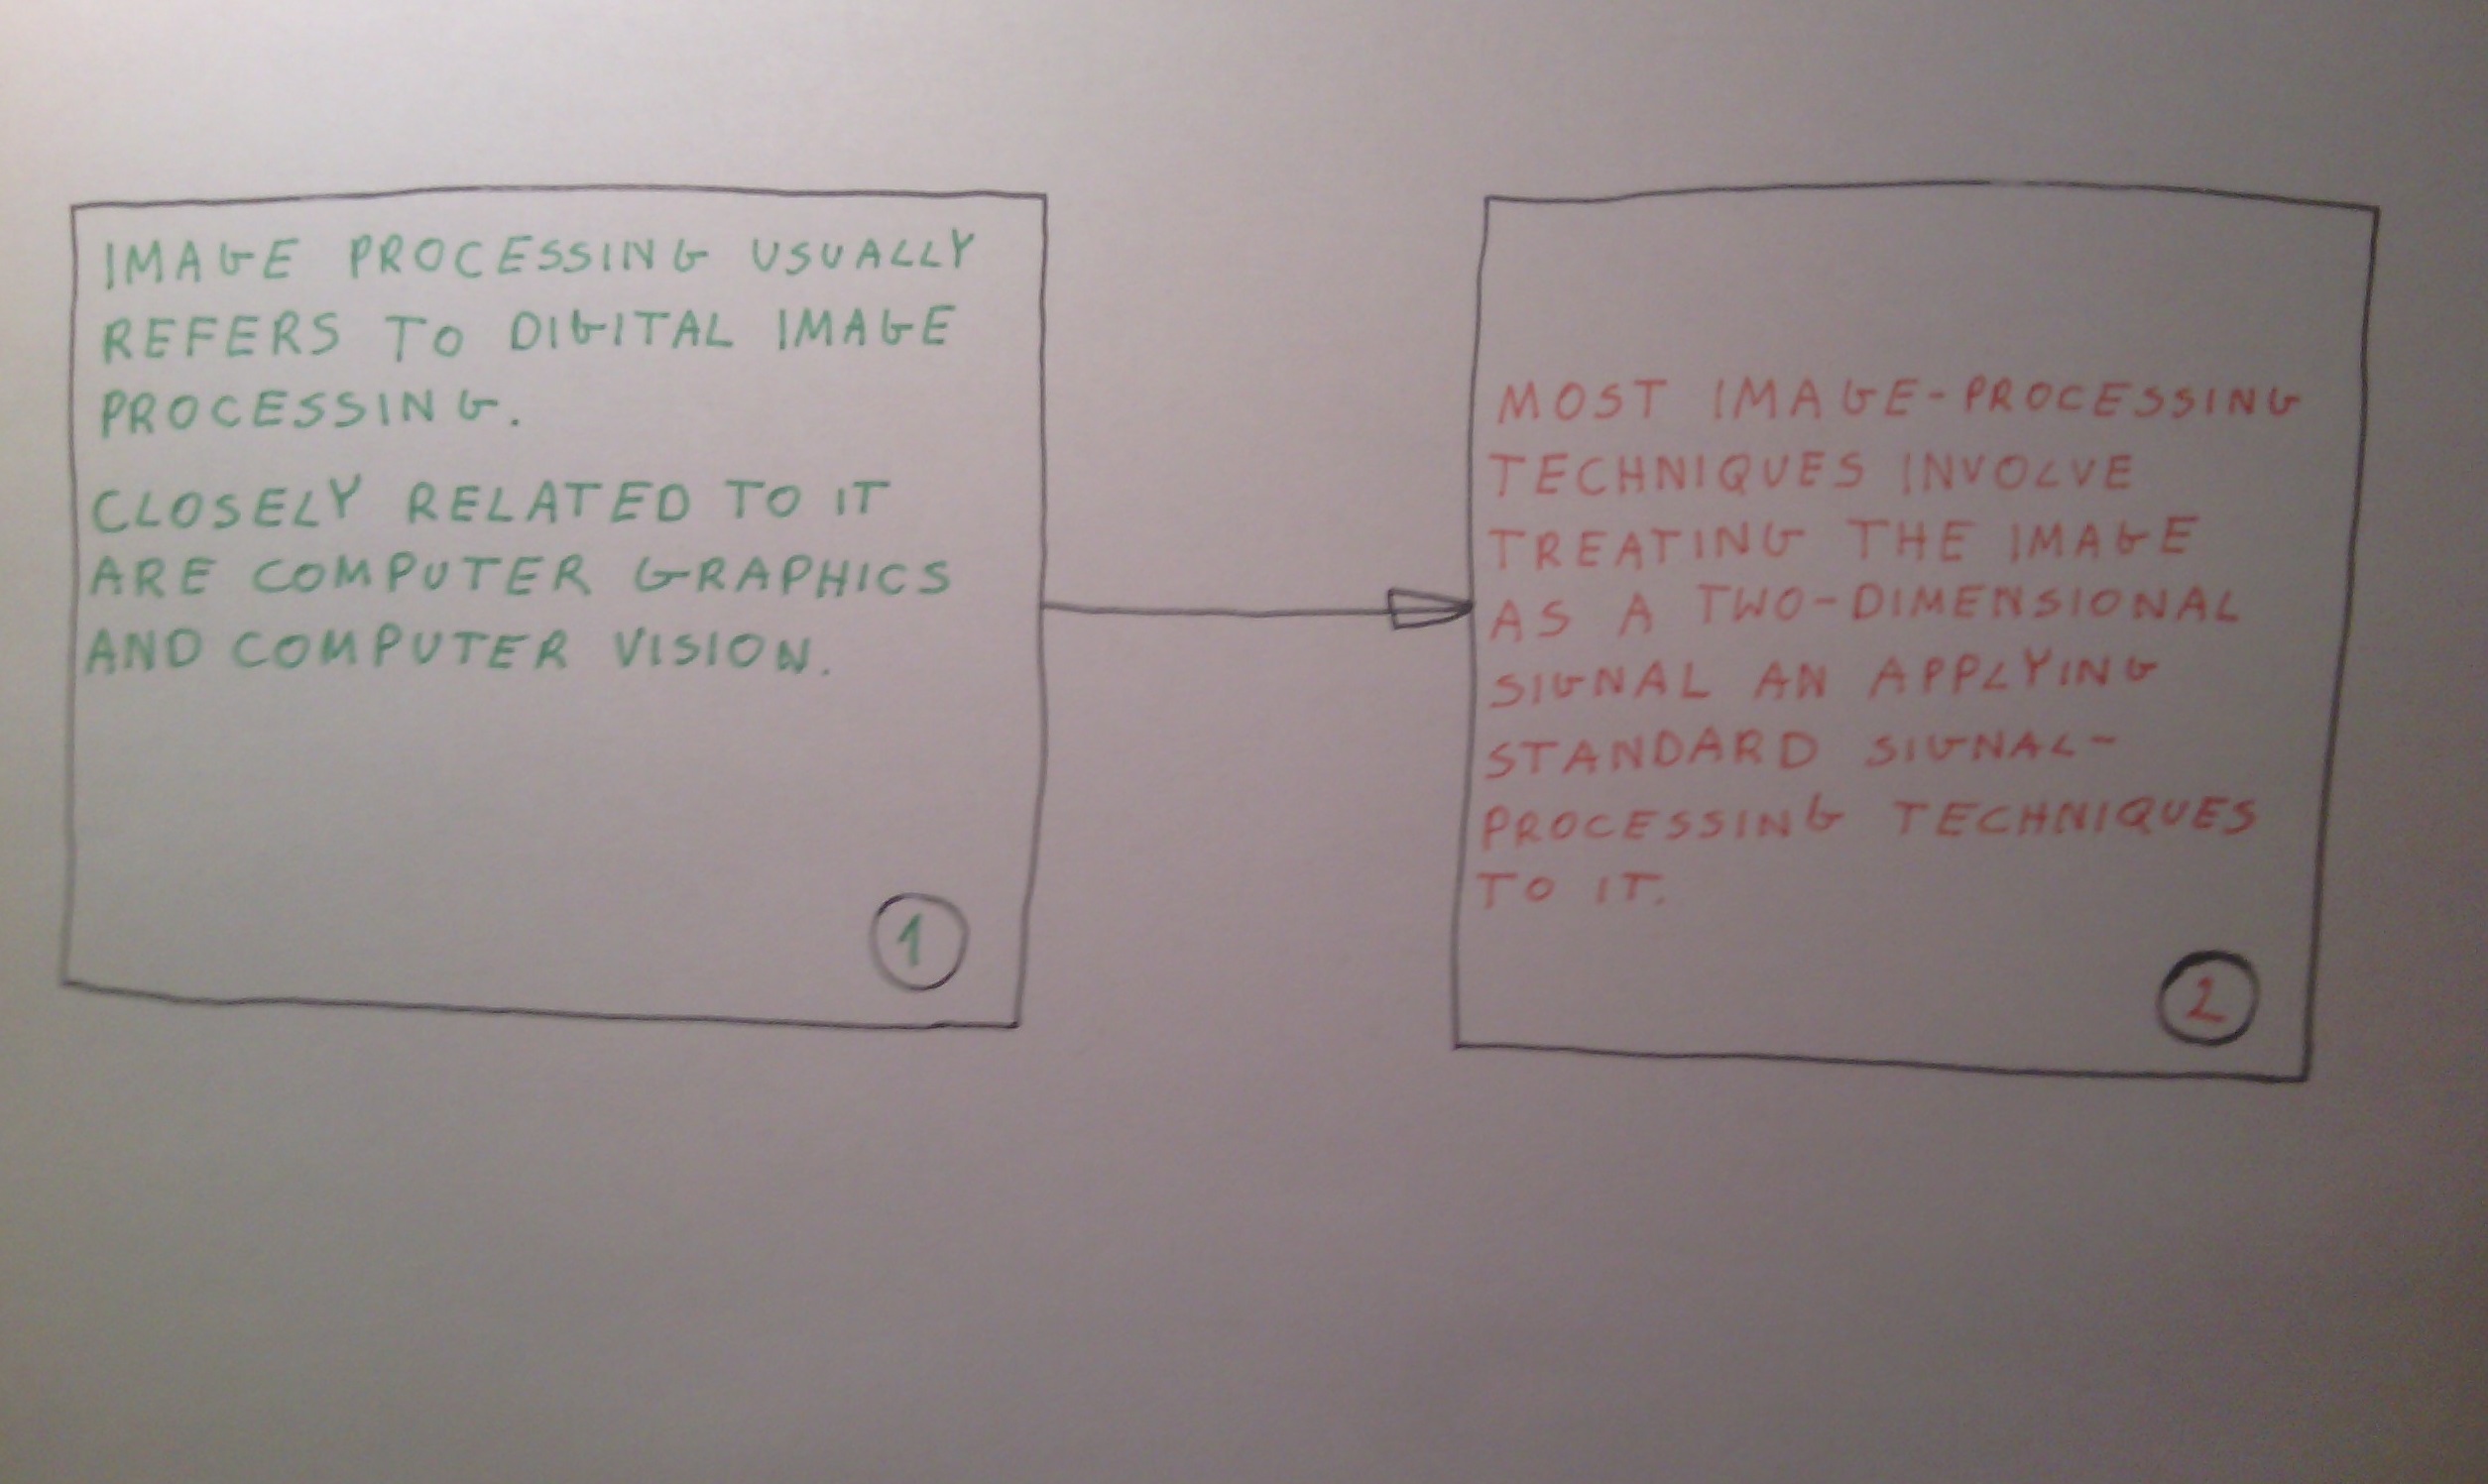 IMAGE PROCESSING USUALLY
REFERS TO DIGITAL IMAGE
PROCESSING.
CLOSELY RELATED TO IT
ARE COMPUTER GRAPHICS
AND COMPUTER VISION.
1
MOST IMAGE-PROCESSING
TECHNIQUES INVOLVE
TREATING THE IMAGE
AS A TWO-DIMENSIONAL
SIGNAL AN APPLYING
STANDARD SIGNAL-
PROCESSING TECHNIQUES
TO IT.
2